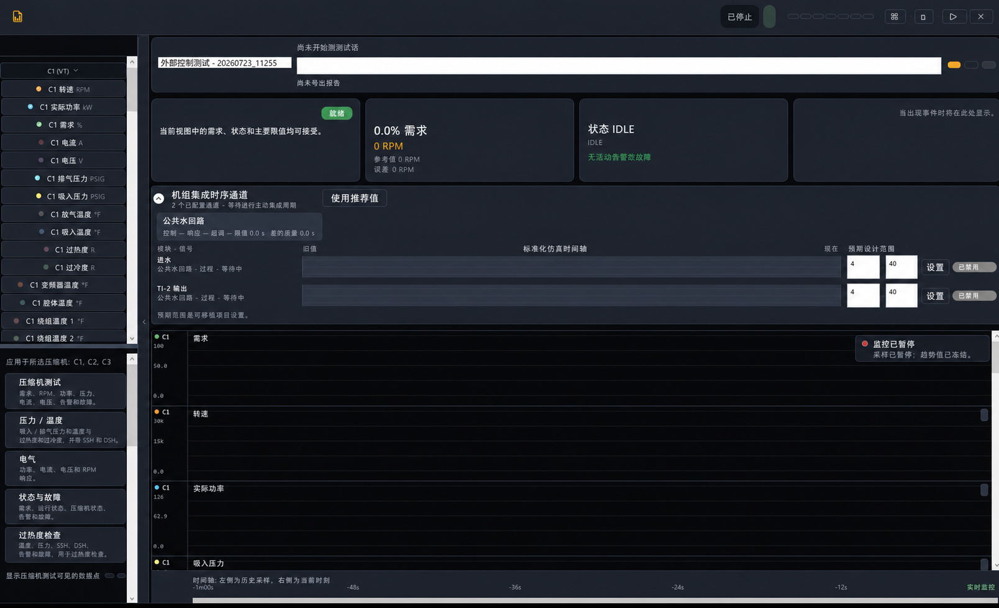 已停止
尚未开始测测试话
外部控制测试 - 20260723_11255
尚未号出报告
C1 (VT)
C1 转速 RPM
C1 实际功率 kW
C1 需求 %
C1 电流 A
C1 电压 V
C1 排气压力 PSIG
C1 吸入压力 PSIG
C1 放气温度 °F
C1 吸入温度 °F
C1 过热度 R
C1 过冷度 R
C1 变频器温度 °F
C1 腔体温度 °F
C1 绕组温度 1 °F
C1 绕组温度 2 °F
应用于所选压缩机: C1, C2, C3
压缩机测试
需求、RPM、功率、压力、
电流、电压、告警和故障。
压力 / 温度
吸入 / 排气压力和温度与
过热度和过冷度，并带 SSH 和 DSH。
电气
功率、电流、电压和 RPM
响应。
状态与故障
需求、运行状态、压缩机状态、
告警和故障。
过热度检查
温度、压力、SSH、DSH、
告警和故障，用于过热度检查。
显示压缩机测试可见的数据点
就绪
当前视图中的需求、状态和主要限值均可接受。
0.0% 需求
0 RPM
参考值 0 RPM
误差 0 RPM
状态 IDLE
IDLE
无活动告警或故障
当出现事件时将在此处显示。
机组集成时序通道
2 个已配置通道 - 等待进行主动集成周期
使用推荐值
公共水回路
控制 — 响应 — 超调 — 限值 0.0 s 差的质量 0.0 s
模块 - 信号
旧值
标准化仿真时间轴
现在
预期设计范围
进水
公共水回路 - 过程 - 等待中
4
40
设置
已禁用
TI-2 输出
公共水回路 - 过程 - 等待中
4
40
设置
已禁用
预期范围是可移植项目设置。
C1
需求
100
50.0
0.0
监控已暂停
采样已暂停；趋势值已冻结。
C1
转速
30k
15k
0.0
C1
实际功率
126
62.9
0.0
C1
吸入压力
时间轴: 左侧为历史采样，右侧为当前时刻
-1m00s
-48s
-36s
-24s
-12s
实时监控